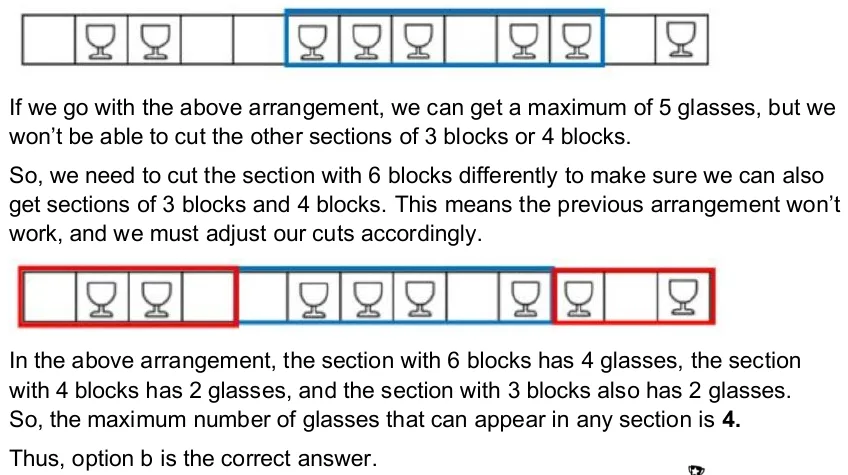 If we go with the above arrangement, we can get a maximum of 5 glasses, but we
won’t be able to cut the other sections of 3 blocks or 4 blocks.
So, we need to cut the section with 6 blocks differently to make sure we can also
get sections of 3 blocks and 4 blocks. This means the previous arrangement won’t
work, and we must adjust our cuts accordingly.
In the above arrangement, the section with 6 blocks has 4 glasses, the section
with 4 blocks has 2 glasses, and the section with 3 blocks also has 2 glasses.
So, the maximum number of glasses that can appear in any section is 4.
Thus, option b is the correct answer.